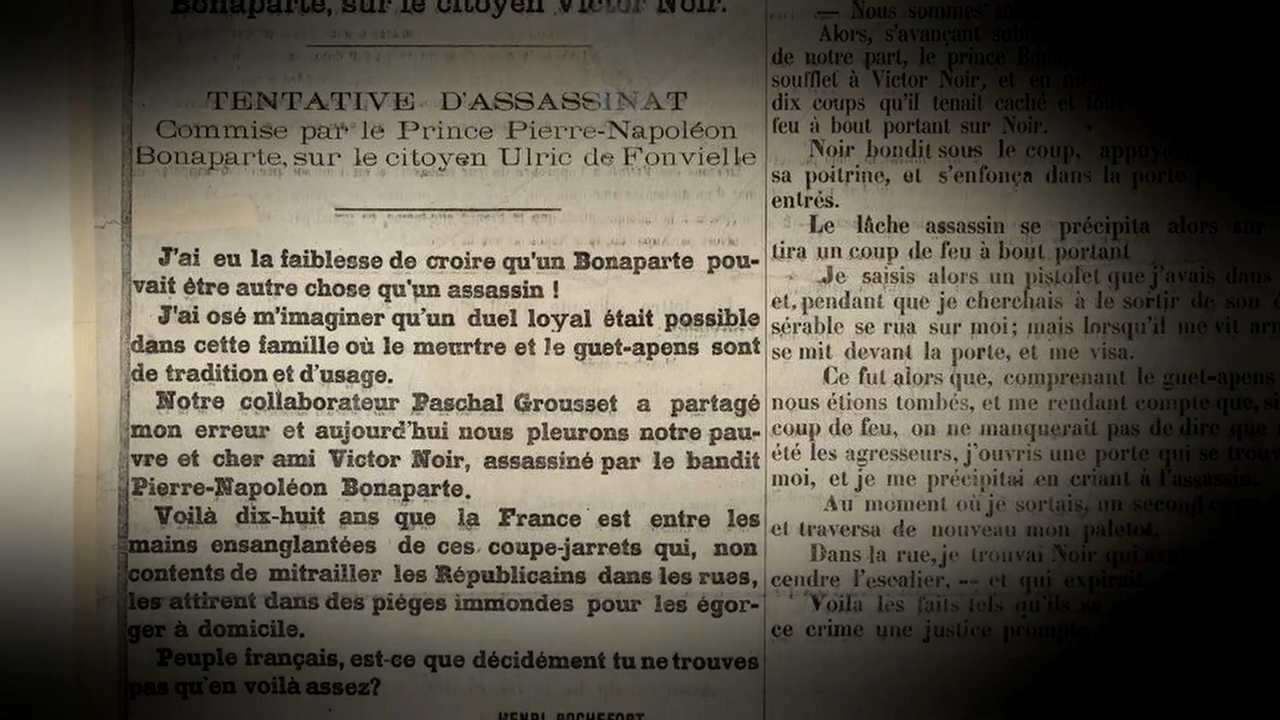 Bonaparte, sur le citoyen Victor Noir.
TENTATIVE D'ASSASSINAT
Commise par le Prince Pierre-Napoléon
Bonaparte, sur le citoyen Ulric de Fonvielle
J'ai eu la faiblesse de croire qu'un Bonaparte pou-
vait être autre chose qu'un assassin !
J'ai osé m'imaginer qu'un duel loyal était possible
dans cette famille où le meurtre et le guet-apens sont
de tradition et d'usage.
Notre collaborateur Paschal Grousset a partagé
mon erreur et aujourd'hui nous pleurons notre pau-
vre et cher ami Victor Noir, assassiné par le bandit
Pierre-Napoléon Bonaparte.
Voilà dix-huit ans que la France est entre les
mains ensanglantées de ces coupe-jarrets qui, non
contents de mitrailler les Républicains dans les rues,
les attirent dans des piéges immondes pour les égor-
ger à domicile.
Peuple français, est-ce que décidément tu ne trouves
pas qu'en voilà assez?
HENRI ROCHEFORT
— Nous sommes
Alors, s'avançant
de notre part, le prince
soufflet à Victor Noir, et en
dix coups qu'il tenait caché et
feu à bout portant sur Noir.
Noir bondit sous le coup, appuya
sa poitrine, et s'enfonça dans la porte
entrés.
Le lâche assassin se précipita alors sur
tira un coup de feu à bout portant
Je saisis alors un pistolet que j'avais dans
et, pendant que je cherchais à le sortir de son
sérable se rua sur moi; mais lorsqu'il me vit
se mit devant la porte, et me visa.
Ce fut alors que, comprenant le guet-apens
nous étions tombés, et me rendant compte que,
coup de feu, on ne manquerait pas de dire que
été les agresseurs, j'ouvris une porte qui se
moi, et je me précipitai en criant à l'assassin.
Au moment où je sortais, un second
et traversa de nouveau mon paletot.
Dans la rue, je trouvai Noir qui
cendre l'escalier, — et qui expirait
Voila les faits tels qu'ils se
ce crime une justice prompte